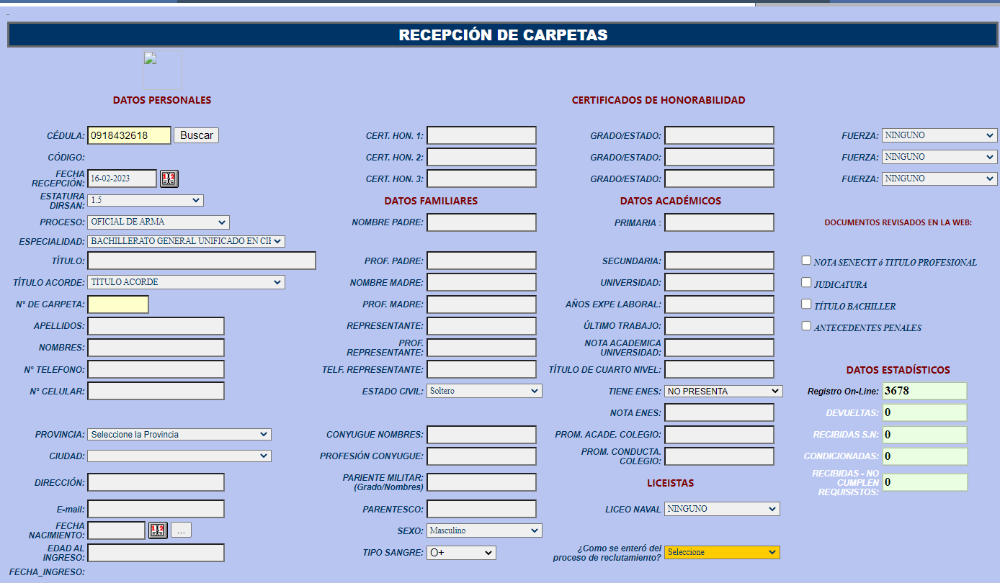 RECEPCIÓN DE CARPETAS
DATOS PERSONALES
CERTIFICADOS DE HONORABILIDAD
CÉDULA: 0918432618 Buscar
CERT. HON. 1:
GRADO/ESTADO:
FUERZA: NINGUNO
CÓDIGO:
CERT. HON. 2:
GRADO/ESTADO:
FUERZA: NINGUNO
FECHA
RECEPCIÓN: 16-02-2023
CERT. HON. 3:
GRADO/ESTADO:
FUERZA: NINGUNO
ESTATURA
DIRSAN: 1.5
DATOS FAMILIARES
DATOS ACADÉMICOS
PROCESO: OFICIAL DE ARMA
NOMBRE PADRE:
PRIMARIA :
DOCUMENTOS REVISADOS EN LA WEB:
ESPECIALIDAD: BACHILLERATO GENERAL UNIFICADO EN CIE
TÍTULO:
PROF. PADRE:
SECUNDARIA:
NOTA SENECYT ó TITULO PROFESIONAL
TÍTULO ACORDE: TÍTULO ACORDE
NOMBRE MADRE:
UNIVERSIDAD:
JUDICATURA
N° DE CARPETA:
PROF. MADRE:
AÑOS EXPE LABORAL:
TÍTULO BACHILLER
APELLIDOS:
REPRESENTANTE:
ÚLTIMO TRABAJO:
ANTECEDENTES PENALES
NOMBRES:
PROF.
REPRESENTANTE:
NOTA ACADEMICA
UNIVERSIDAD:
N° TELEFONO:
TELF. REPRESENTANTE:
TÍTULO DE CUARTO NIVEL:
DATOS ESTADÍSTICOS
N° CELULAR:
ESTADO CIVIL: Soltero
TIENE ENES: NO PRESENTA
Registro On-Line: 3678
NOTA ENES:
DEVUELTAS: 0
PROVINCIA: Seleccione la Provincia
CONYUGUE NOMBRES:
PROM. ACADE. COLEGIO:
RECIBIDAS S.N: 0
CIUDAD:
PROFESIÓN CONYUGUE:
PROM. CONDUCTA.
COLEGIO:
CONDICIONADAS: 0
DIRECCIÓN:
PARIENTE MILITAR:
(Grado/Nombres)
LICEISTAS
RECIBIDAS - NO
CUMPLEN
REQUISISTOS: 0
E-mail:
PARENTESCO:
LICEO NAVAL NINGUNO
FECHA
NACIMIENTO: ...
SEXO: Masculino
EDAD AL
INGRESO:
TIPO SANGRE: O+
¿Como se enteró del
proceso de reclutamiento? Seleccione
FECHA_INGRESO: